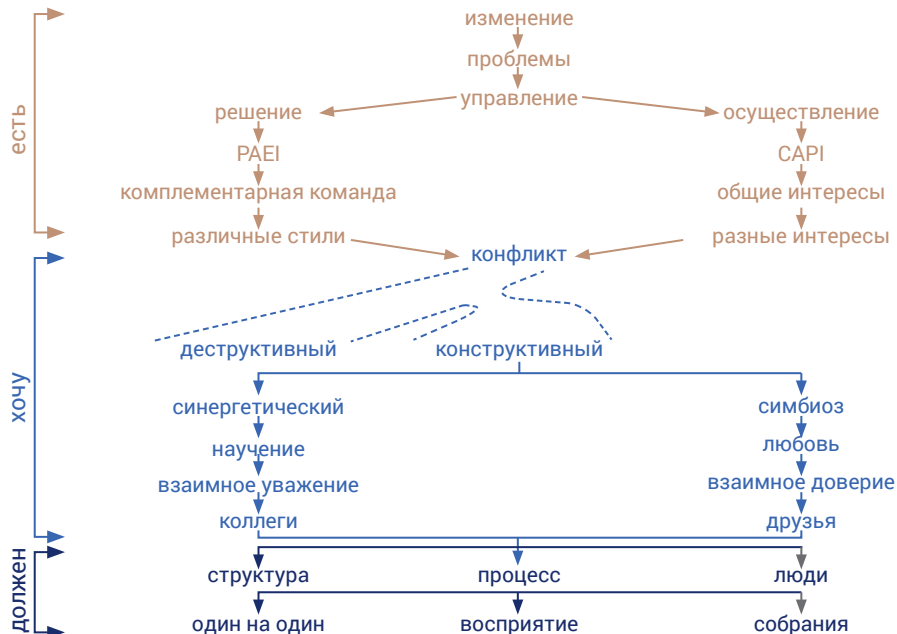 изменение
проблемы
управление
решение
осуществление
есть
PAEI
CAPI
комплементарная команда
общие интересы
различные стили
разные интересы
конфликт
деструктивный
конструктивный
хочу
синергетический
симбиоз
научение
любовь
взаимное уважение
взаимное доверие
коллеги
друзья
должен
структура
процесс
люди
один на один
восприятие
собрания